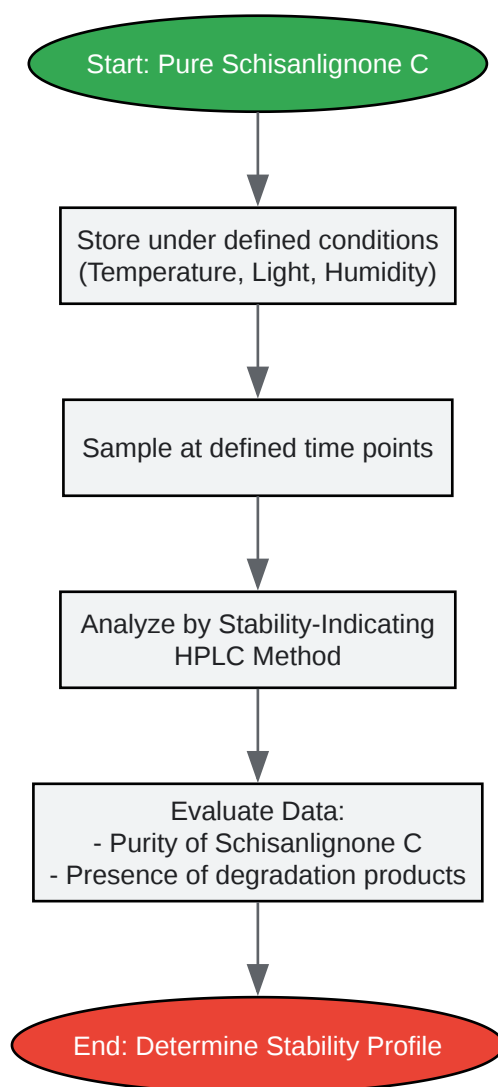 Start: Pure Schisanlignone C
Store under defined conditions
(Temperature, Light, Humidity)
Sample at defined time points
Analyze by Stability-Indicating
HPLC Method
Evaluate Data:
- Purity of Schisanlignone C
- Presence of degradation products
End: Determine Stability Profile